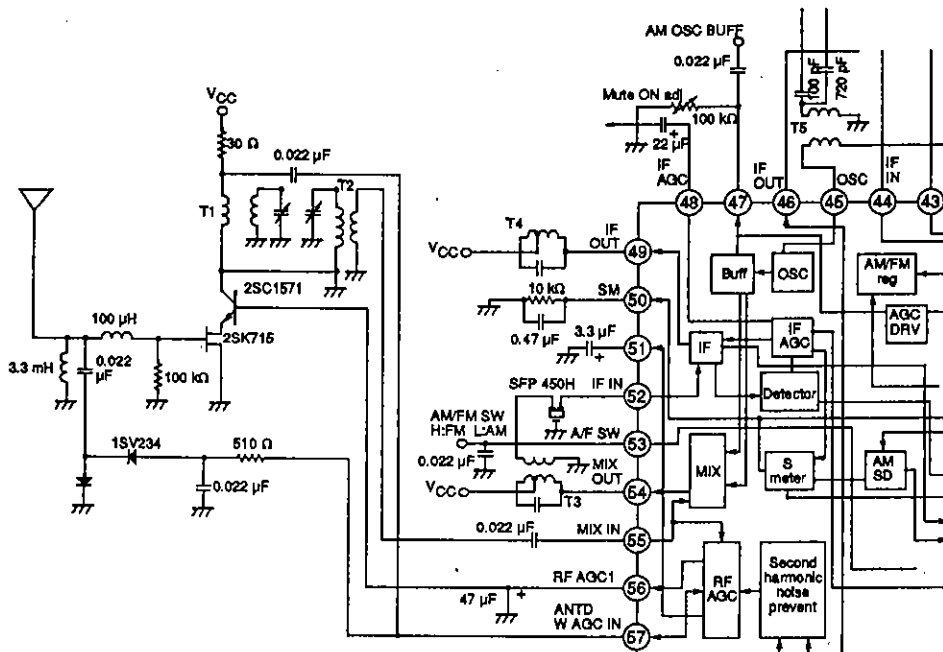 AM OSC BUFF
0.022 µF
100 pF
720 pF
VCC
Mute ON adj
100 kΩ
T5
30 Ω
22 µF
+
0.022 µF
IF AGC
IF OUT
OSC
IF IN
T2
48
47
46
45
44
43
T1
T4
IF OUT
VCC
49
Buff
OSC
AM/FM reg
2SC1571
SM
10 kΩ
50
AGC DRV
100 µH
0.47 µF
2SK715
3.3 µF
+
51
IF
IF AGC
3.3 mH
0.022 µF
100 kΩ
SFP 450H
IF IN
52
Detector
AM/FM SW
H:FM L:AM
A/F SW
53
1SV234
510 Ω
0.022 µF
MIX OUT
MIX
S meter
AM SD
VCC
54
0.022 µF
T3
0.022 µF
MIX IN
55
RF AGC1
56
RF AGC
Second harmonic noise prevent
47 µF
+
ANTD
W AGC IN
57